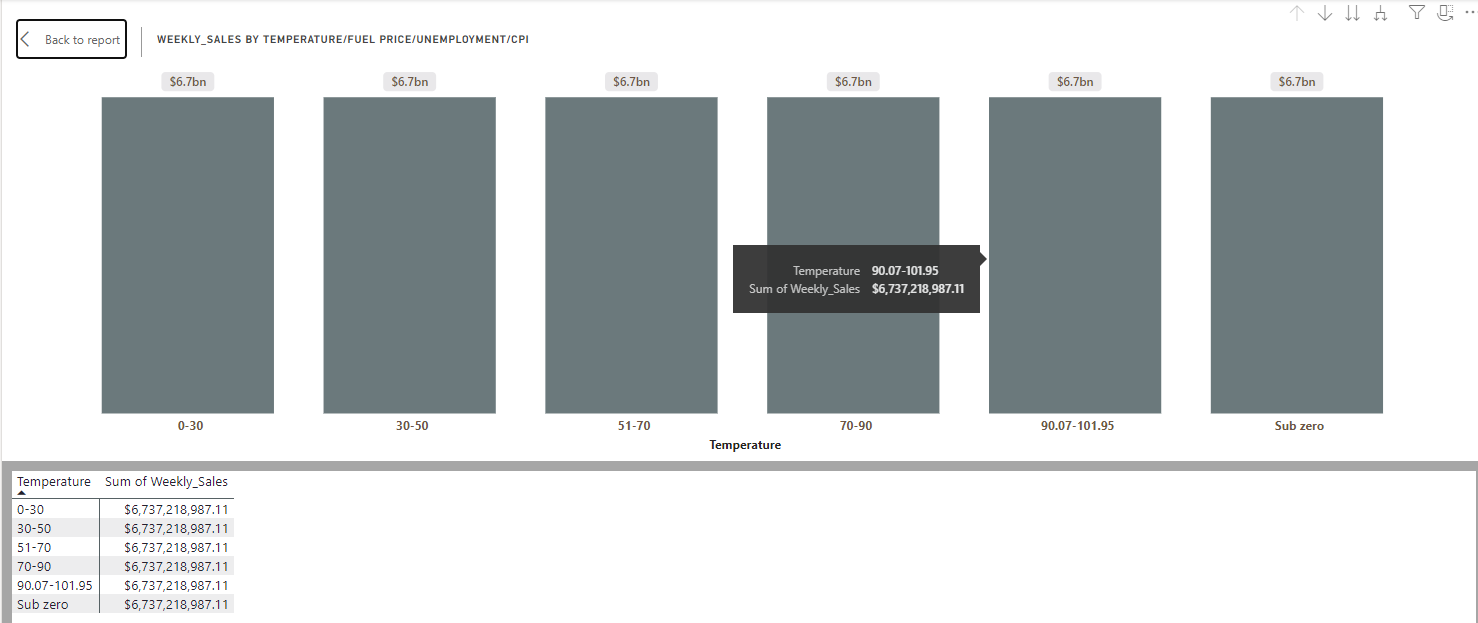 Back to report
WEEKLY_SALES BY TEMPERATURE/FUEL PRICE/UNEMPLOYMENT/CPI
$6.7bn $6.7bn $6.7bn $6.7bn $6.7bn $6.7bn
Temperature 90.07-101.95
Sum of Weekly_Sales $6,737,218,987.11
0-30 30-50 51-70 70-90 90.07-101.95 Sub zero
Temperature
Temperature Sum of Weekly_Sales
0-30 $6,737,218,987.11
30-50 $6,737,218,987.11
51-70 $6,737,218,987.11
70-90 $6,737,218,987.11
90.07-101.95 $6,737,218,987.11
Sub zero $6,737,218,987.11